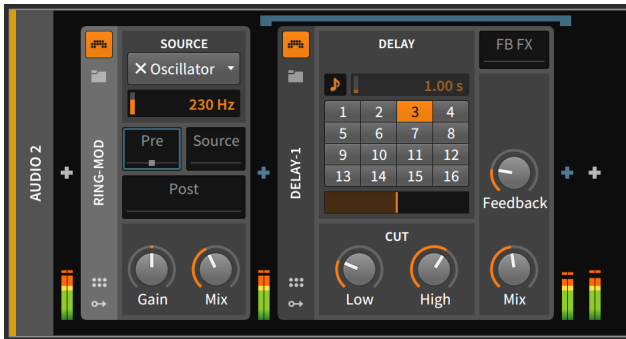 AUDIO 2
RING-MOD
SOURCE
Oscillator
230 Hz
Pre
Source
Post
Gain
Mix
DELAY-1
DELAY
1.00 s
1 2 3 4
5 6 7 8
9 10 11 12
13 14 15 16
CUT
Low
High
FB FX
Feedback
Mix